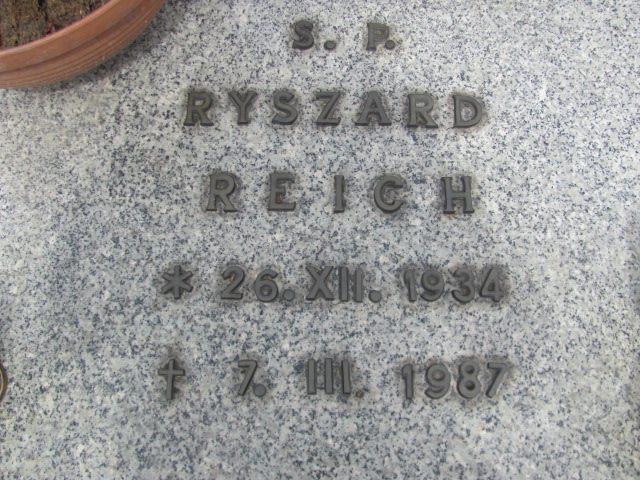 S. P.
RYSZARD
REICH
* 26. XII. 1934
† 7. III. 1987